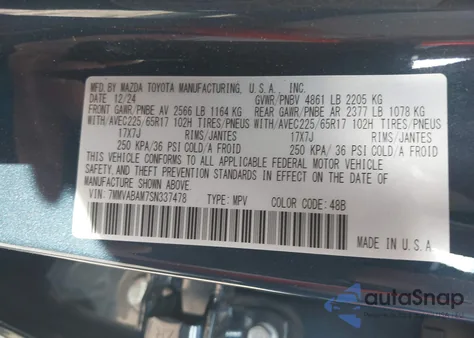 MFD. BY MAZDA TOYOTA MANUFACTURING, U.S.A., INC.
12/24 GVWR/PNBV 4861 LB 2205 KG
FRONT GAWR/PNBE AV 2566 LB 1164 KG REAR GAWR/PNBE AR 2377 LB 1078 KG
WITH/AVEC225/65R17 102H TIRES/PNEUS WITH/AVEC225/65R17 102H TIRES/PNEUS
17X7J RIMS/JANTES 17X7J RIMS/JANTES
250 KPA/ 36 PSI COLD/A FROID 250 KPA/ 36 PSI COLD/A FROID
THIS VEHICLE CONFORMS TO ALL APPLICABLE FEDERAL MOTOR VEHICLE
SAFETY, AND THEFT PREVENTION STANDARDS IN EFFECT ON THE DATE
OF MANUFACTURE SHOWN ABOVE.
VIN: 7MMVABAM7SN337478 TYPE: MPV COLOR CODE: 48B
autoSnap